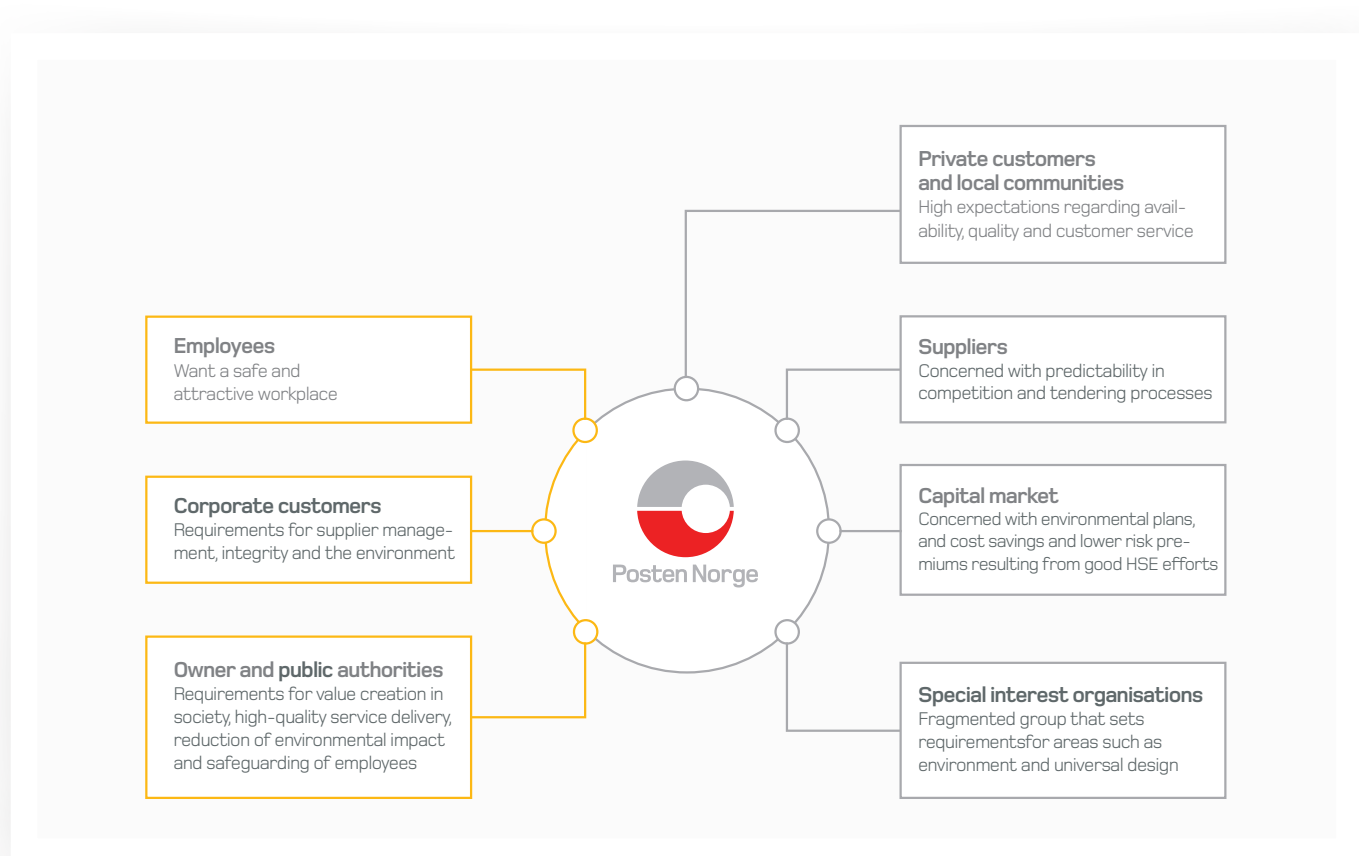 Private customers
and local communities
High expectations regarding avail-
ability, quality and customer service
Employees
Want a safe and
attractive workplace
Suppliers
Concerned with predictability in
competition and tendering processes
Corporate customers
Requirements for supplier manage-
ment, integrity and the environment
Posten Norge
Capital market
Concerned with environmental plans,
and cost savings and lower risk pre-
miums resulting from good HSE efforts
Owner and public authorities
Requirements for value creation in
society, high-quality service delivery,
reduction of environmental impact
and safeguarding of employees
Special interest organisations
Fragmented group that sets
requirementsfor areas such as
environment and universal design